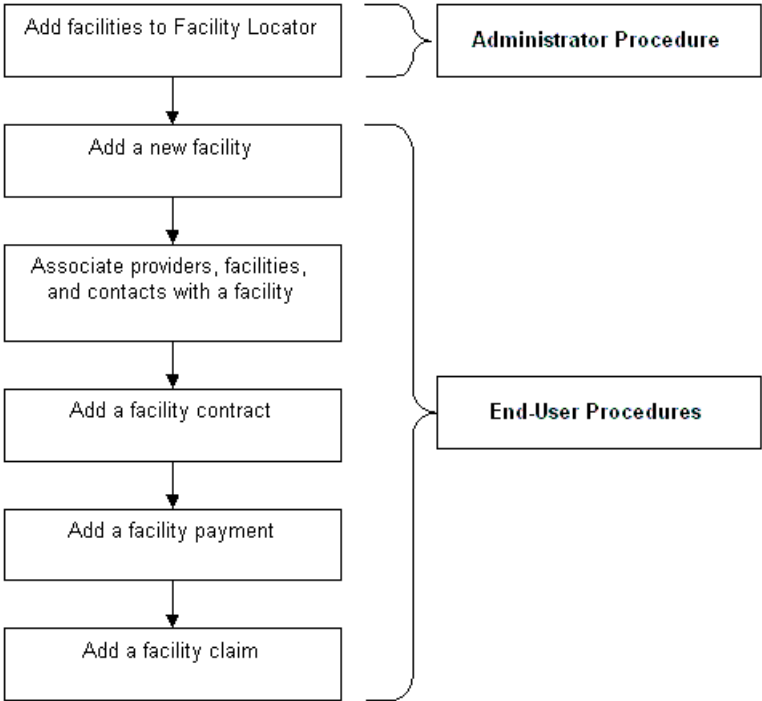 Add facilities to Facility Locator
Administrator Procedure
Add a new facility
Associate providers, facilities,
and contacts with a facility
Add a facility contract
End-User Procedures
Add a facility payment
Add a facility claim